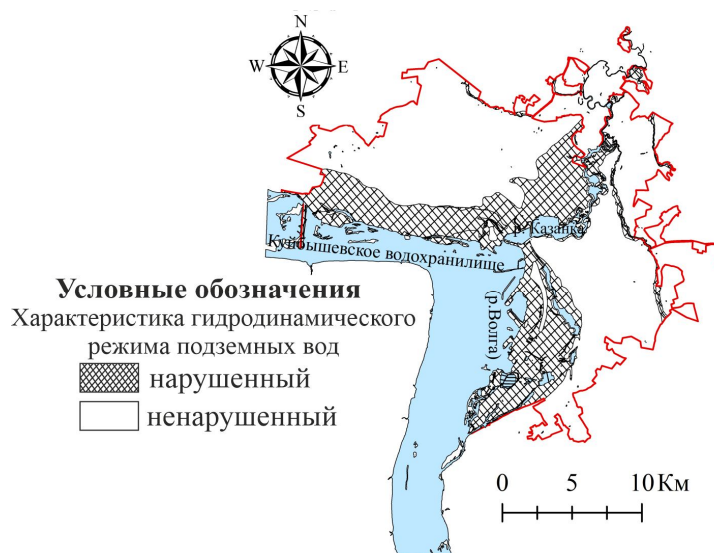 N
W E
S
р. Казанка
Куйбышевское водохранилище
(р.Волга)
Условные обозначения
Характеристика гидродинамического
режима подземных вод
нарушенный
ненарушенный
0 5 10 Км